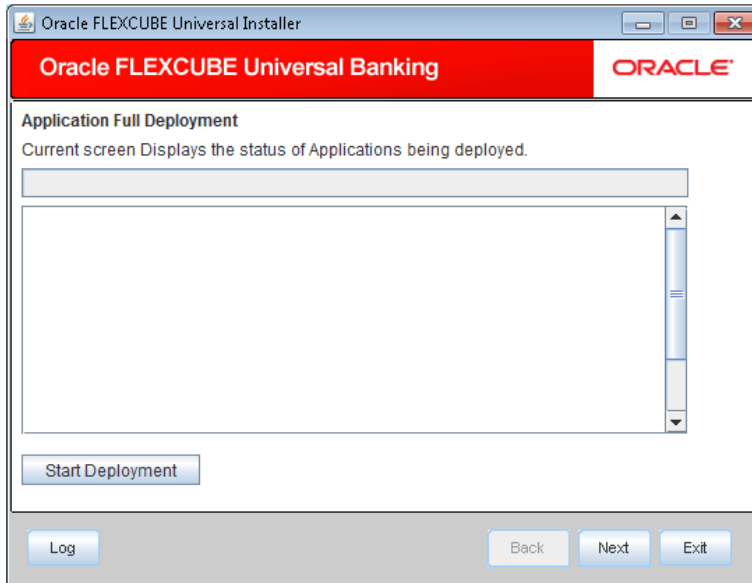 Oracle FLEXCUBE Universal Installer
Oracle FLEXCUBE Universal Banking
ORACLE
Application Full Deployment
Current screen Displays the status of Applications being deployed.
Start Deployment
Log
Back
Next
Exit